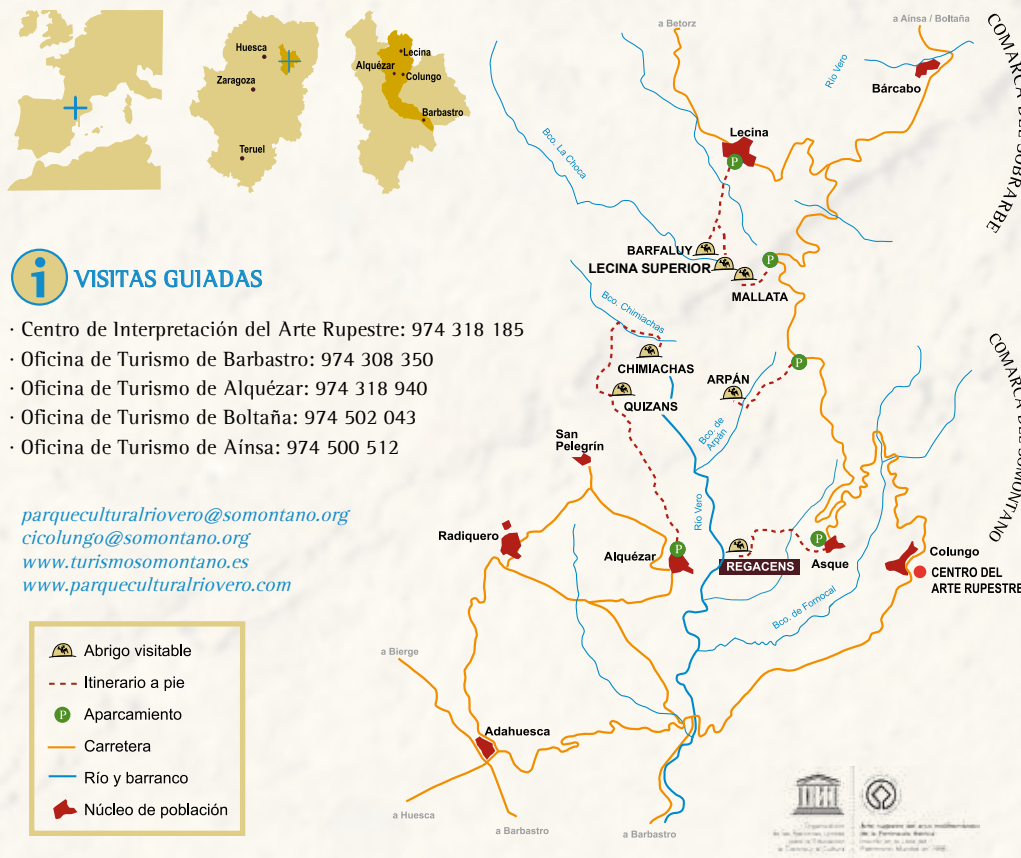 Huesca
Zaragoza
Teruel
Lecina
Alquézar
Colungo
Barbastro
VISITAS GUIADAS
· Centro de Interpretación del Arte Rupestre: 974 318 185
· Oficina de Turismo de Barbastro: 974 308 350
· Oficina de Turismo de Alquézar: 974 318 940
· Oficina de Turismo de Boltaña: 974 502 043
· Oficina de Turismo de Aínsa: 974 500 512
parqueculturalriovero@somontano.org
cicolungo@somontano.org
www.turismosomontano.es
www.parqueculturalriovero.com
Abrigo visitable
Itinerario a pie
P Aparcamiento
Carretera
Río y barranco
Núcleo de población
a Betorz
a Ainsa / Boltaña
COMARCA DEL SOBRARBE
Río Vero
Bárcabo
Lecina
P
Bco. La Choca
BARFALUY
LECINA SUPERIOR
P
MALLATA
Bco. Chimiachas
CHIMIACHAS
P
ARPÁN
QUIZANS
COMARCA DEL SOMONTANO
San
Pelegrín
Bco. de
Arpán
Río Vero
Radiquero
Alquézar
P
REGACENS
P
Asque
Colungo
CENTRO DEL
ARTE RUPESTRE
Bco. de Fornocal
a Bierge
Adahuesca
a Huesca
a Barbastro
a Barbastro